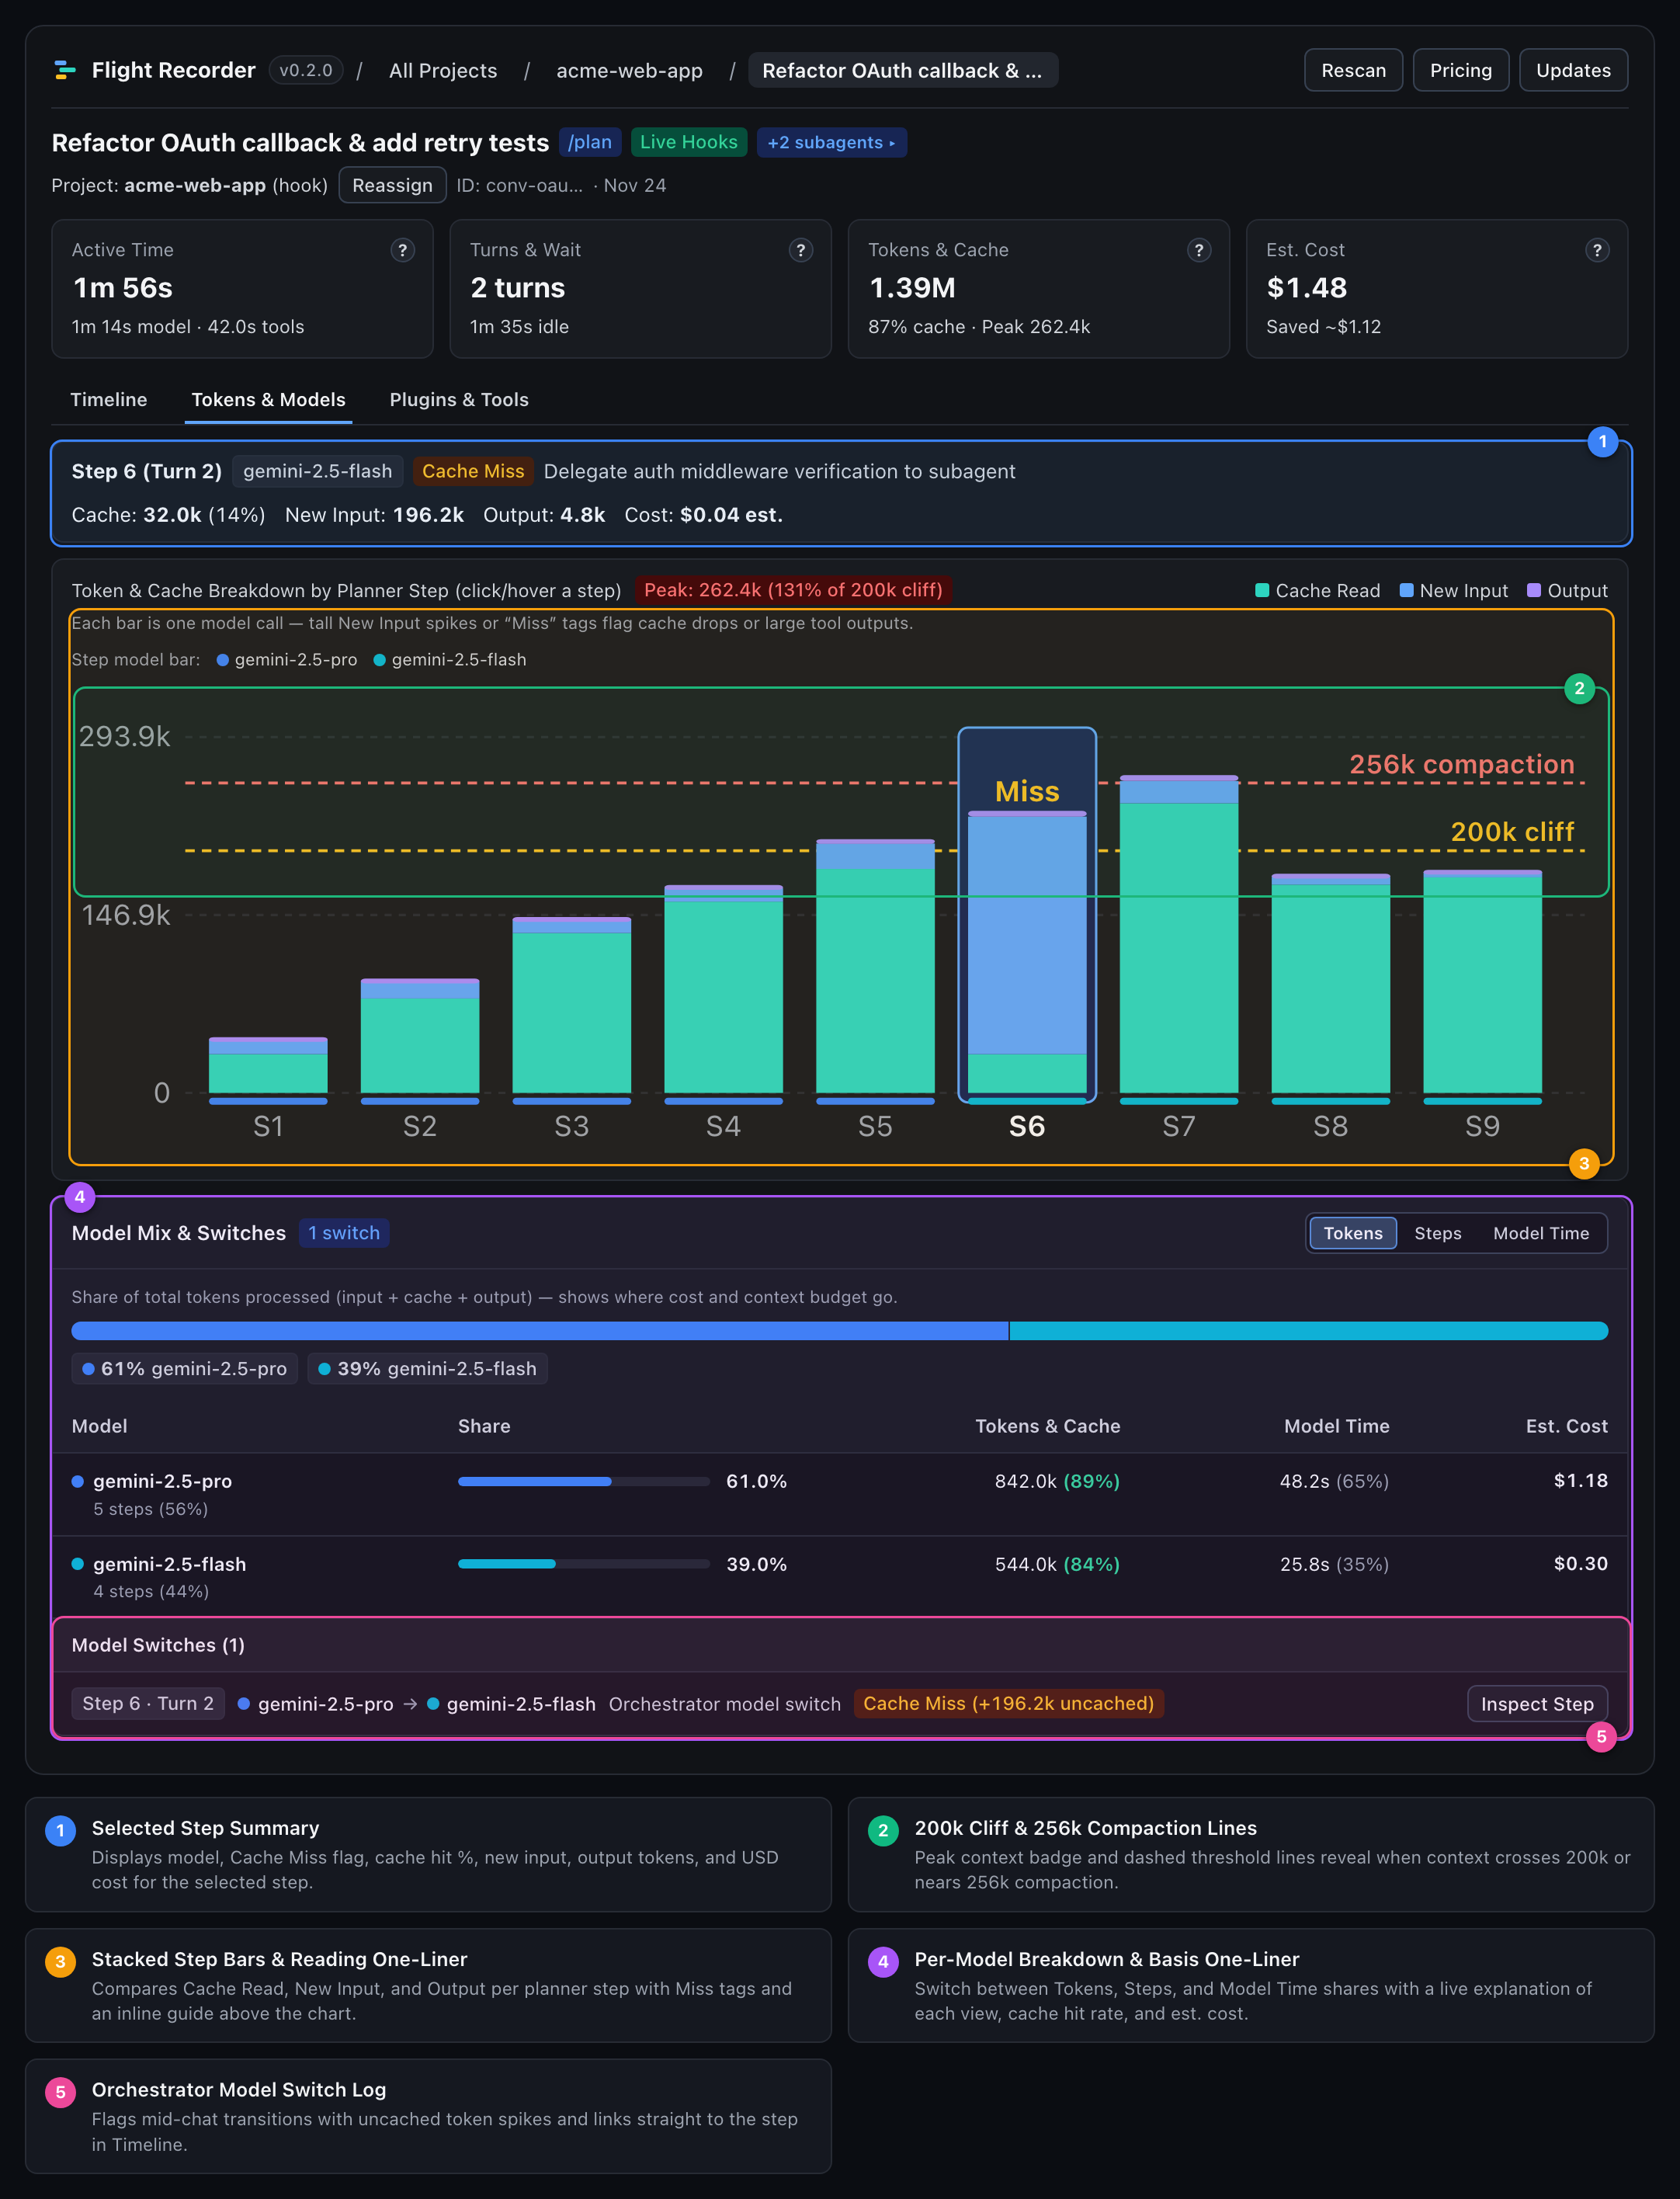 Flight Recorder v0.2.0 / All Projects / acme-web-app / Refactor OAuth callback & ... Rescan Pricing Updates
Refactor OAuth callback & add retry tests /plan Live Hooks +2 subagents ▸
Project: acme-web-app (hook) Reassign ID: conv-oau... · Nov 24
Active Time ? Turns & Wait ? Tokens & Cache ? Est. Cost ?
1m 56s 2 turns 1.39M $1.48
1m 14s model · 42.0s tools 1m 35s idle 87% cache · Peak 262.4k Saved ~$1.12
Timeline Tokens & Models Plugins & Tools
1
Step 6 (Turn 2) gemini-2.5-flash Cache Miss Delegate auth middleware verification to subagent
Cache: 32.0k (14%) New Input: 196.2k Output: 4.8k Cost: $0.04 est.
Token & Cache Breakdown by Planner Step (click/hover a step) Peak: 262.4k (131% of 200k cliff) Cache Read New Input Output
Each bar is one model call — tall New Input spikes or “Miss” tags flag cache drops or large tool outputs.
Step model bar: gemini-2.5-pro gemini-2.5-flash
2
293.9k
256k compaction
Miss
200k cliff
146.9k
0
S1 S2 S3 S4 S5 S6 S7 S8 S9
3
4
Model Mix & Switches 1 switch Tokens Steps Model Time
Share of total tokens processed (input + cache + output) — shows where cost and context budget go.
61% gemini-2.5-pro 39% gemini-2.5-flash
Model Share Tokens & Cache Model Time Est. Cost
gemini-2.5-pro 61.0% 842.0k (89%) 48.2s (65%) $1.18
5 steps (56%)
gemini-2.5-flash 39.0% 544.0k (84%) 25.8s (35%) $0.30
4 steps (44%)
Model Switches (1)
Step 6 · Turn 2 gemini-2.5-pro → gemini-2.5-flash Orchestrator model switch Cache Miss (+196.2k uncached) Inspect Step
5
1 Selected Step Summary
Displays model, Cache Miss flag, cache hit %, new input, output tokens, and USD
cost for the selected step.
2 200k Cliff & 256k Compaction Lines
Peak context badge and dashed threshold lines reveal when context crosses 200k or
nears 256k compaction.
3 Stacked Step Bars & Reading One-Liner
Compares Cache Read, New Input, and Output per planner step with Miss tags and
an inline guide above the chart.
4 Per-Model Breakdown & Basis One-Liner
Switch between Tokens, Steps, and Model Time shares with a live explanation of
each view, cache hit rate, and est. cost.
5 Orchestrator Model Switch Log
Flags mid-chat transitions with uncached token spikes and links straight to the step
in Timeline.